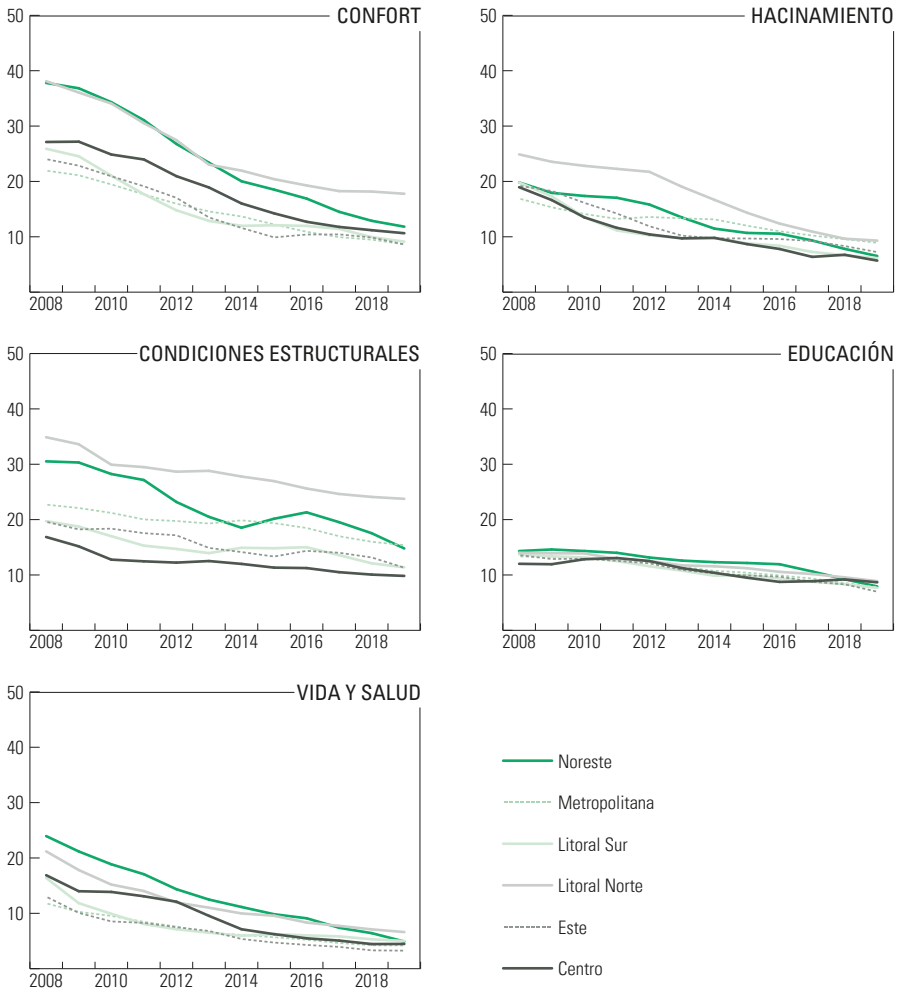 CONFORT
50
40
30
20
10
2008 2010 2012 2014 2016 2018
HACINAMIENTO
50
40
30
20
10
2008 2010 2012 2014 2016 2018
CONDICIONES ESTRUCTURALES
50
40
30
20
10
2008 2010 2012 2014 2016 2018
EDUCACIÓN
50
40
30
20
10
2008 2010 2012 2014 2016 2018
VIDA Y SALUD
50
40
30
20
10
2008 2010 2012 2014 2016 2018
Noreste
Metropolitana
Litoral Sur
Litoral Norte
Este
Centro